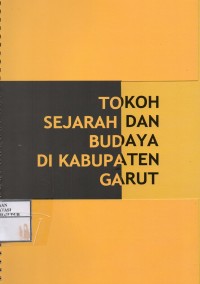 TOKOH
SEJARAH DAN
BUDAYA
DI KABUPATEN
GARUT